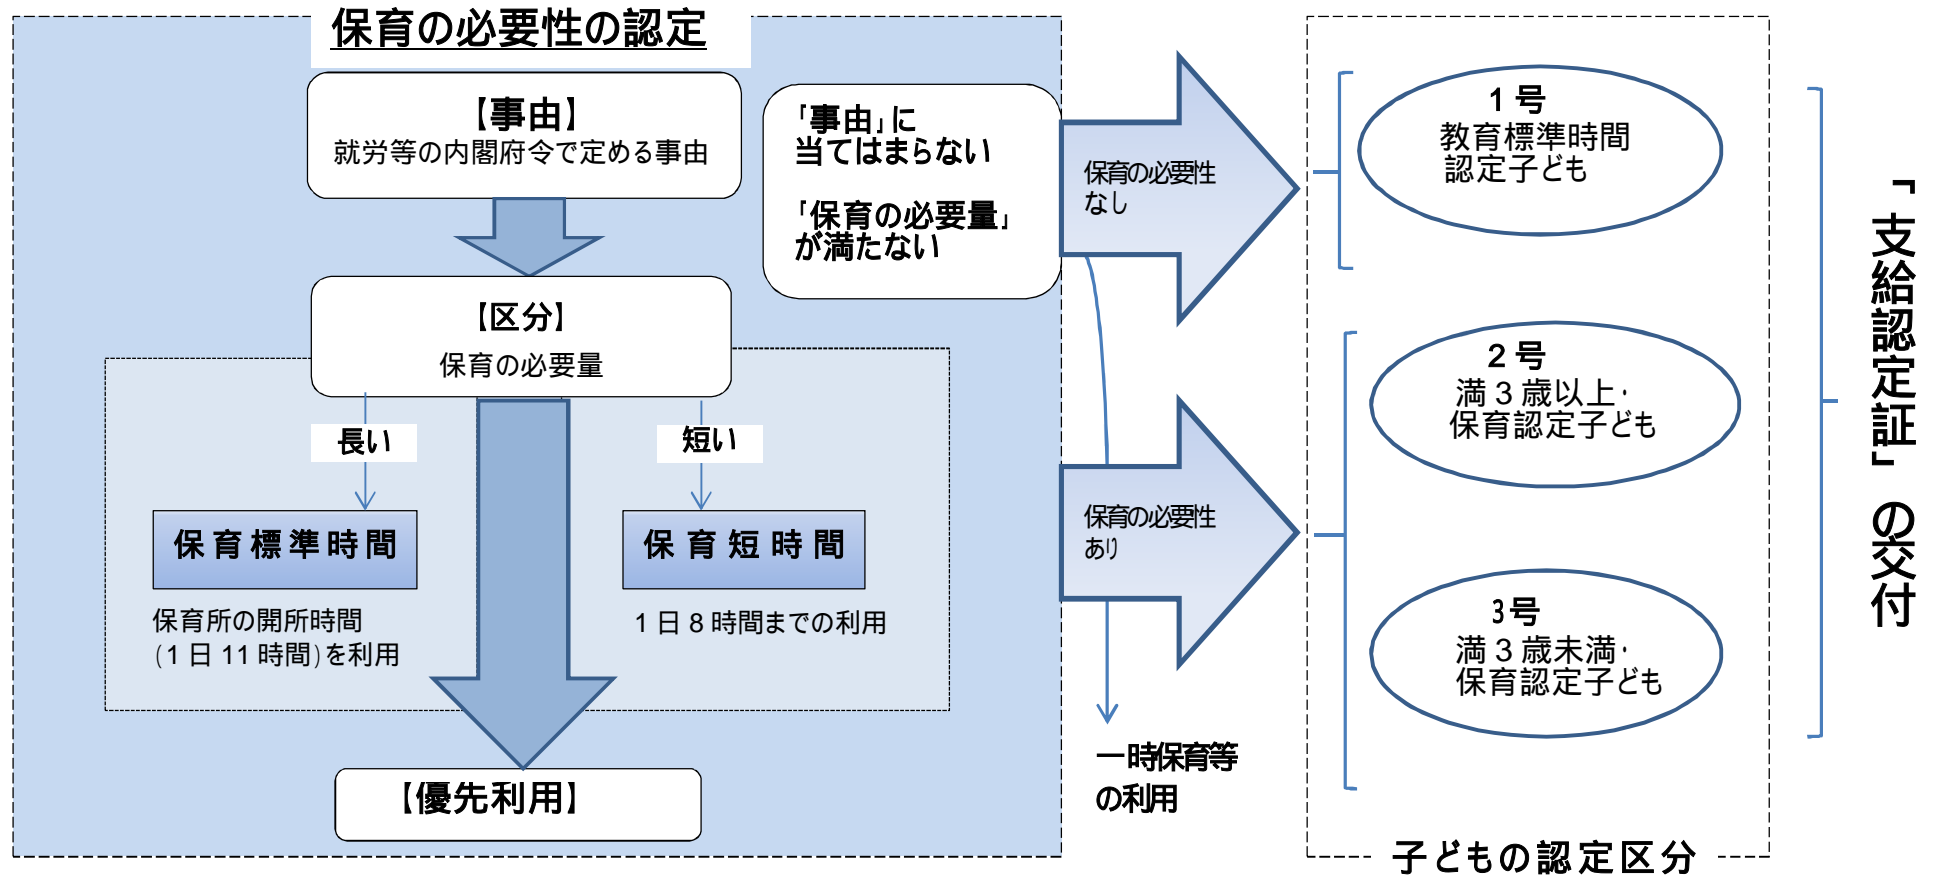 保育の必要性の認定
【事由】
就労等の内閣府令で定める事由
「事由」に
当てはまらない
「保育の必要量」
が満たない
【区分】
保育の必要量
長い
短い
保育標準時間
保育短時間
保育所の開所時間
(1日11時間)を利用
1日8時間までの利用
【優先利用】
保育の必要性
なし
保育の必要性
あり
一時保育等
の利用
1号
教育標準時間
認定子ども
2号
満3歳以上・
保育認定子ども
3号
満3歳未満・
保育認定子ども
子どもの認定区分
「支給認定証」の交付